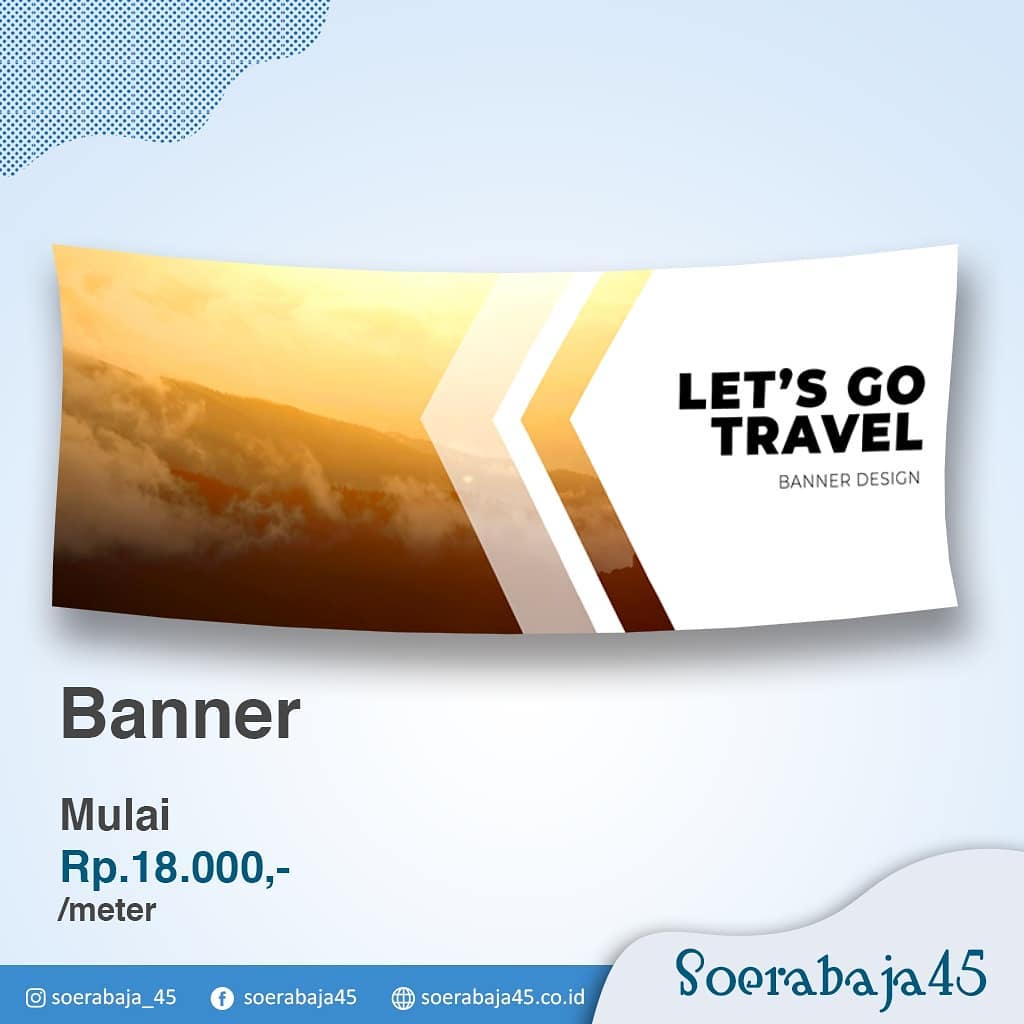 LET'S GO
TRAVEL
BANNER DESIGN
Banner
Mulai
Rp.18.000,-
/meter
soerabaja_45
soerabaja45
soerabaja45.co.id
Soerabaja45